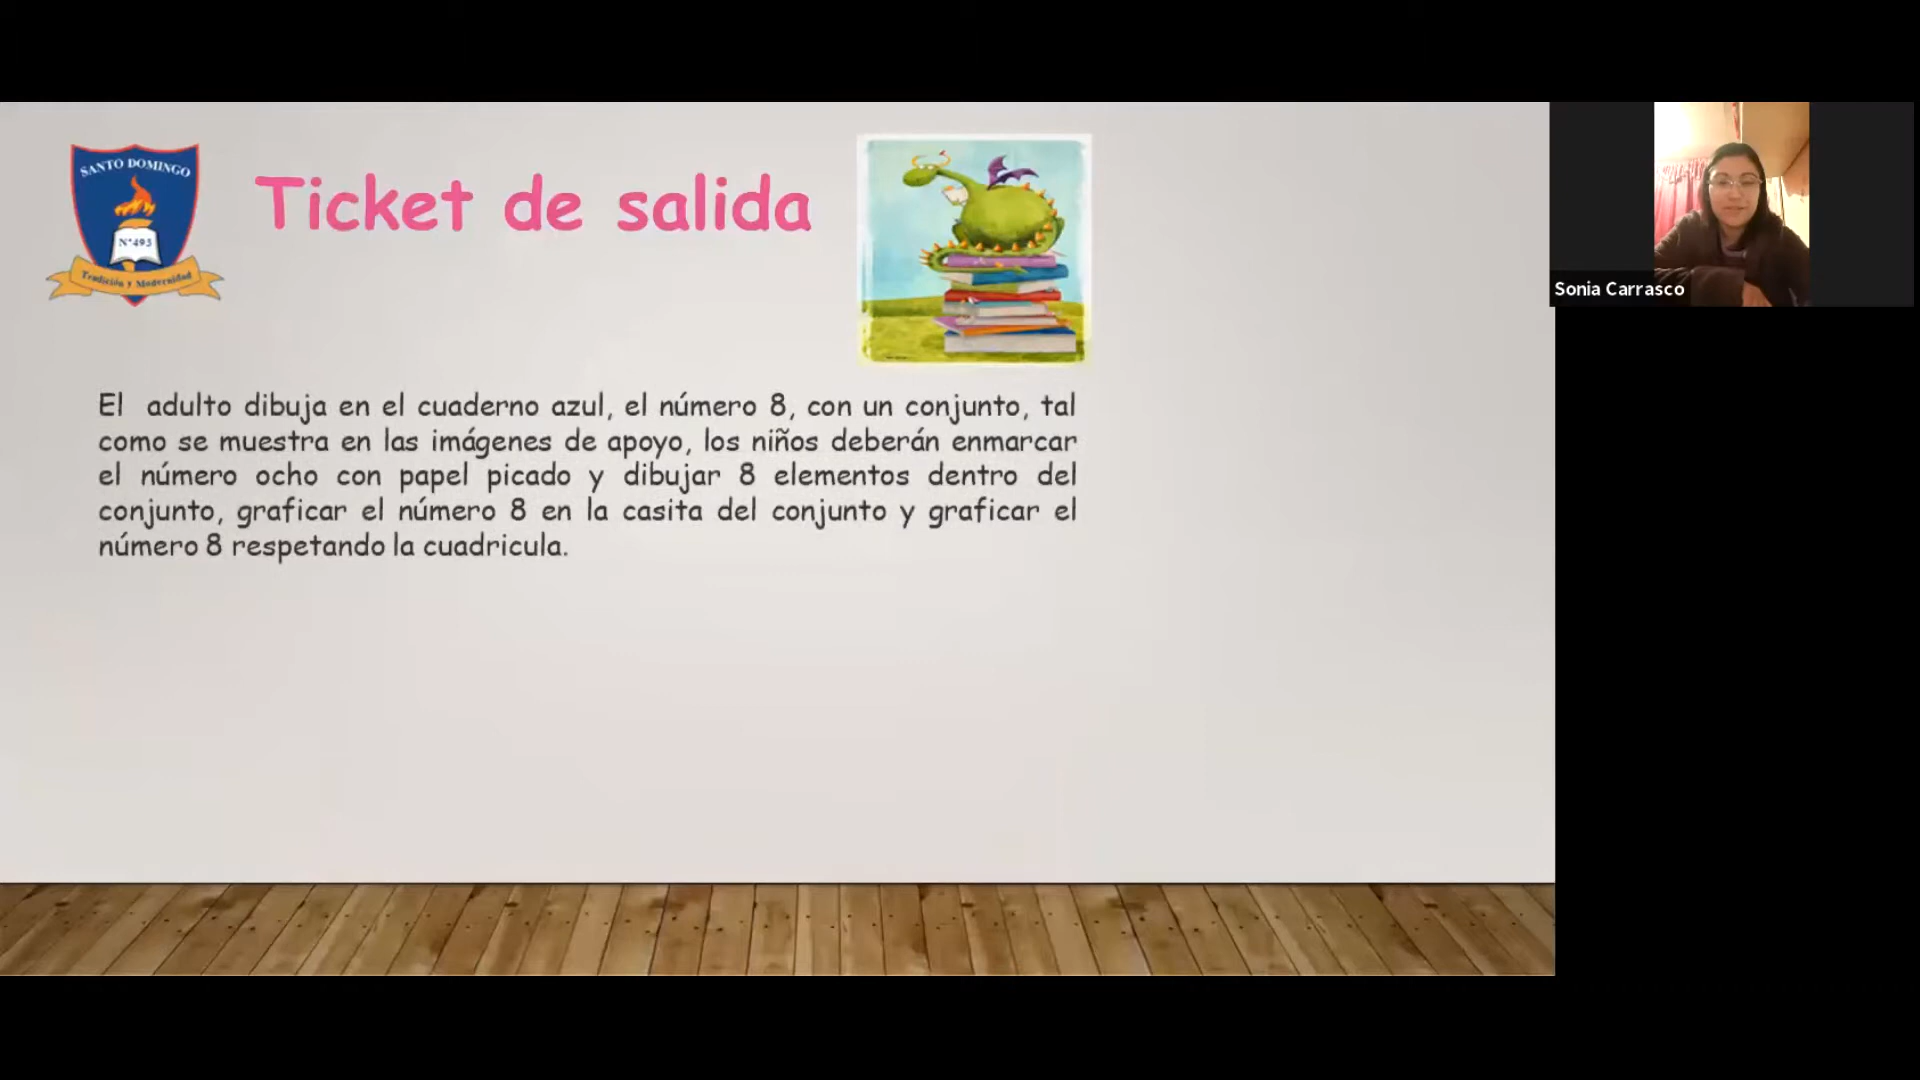 SANTO DOMINGO
N°493
Tradición y Modernidad
Ticket de salida
El adulto dibuja en el cuaderno azul, el número 8, con un conjunto, tal
como se muestra en las imágenes de apoyo, los niños deberán enmarcar
el número ocho con papel picado y dibujar 8 elementos dentro del
conjunto, graficar el número 8 en la casita del conjunto y graficar el
número 8 respetando la cuadricula.
Sonia Carrasco